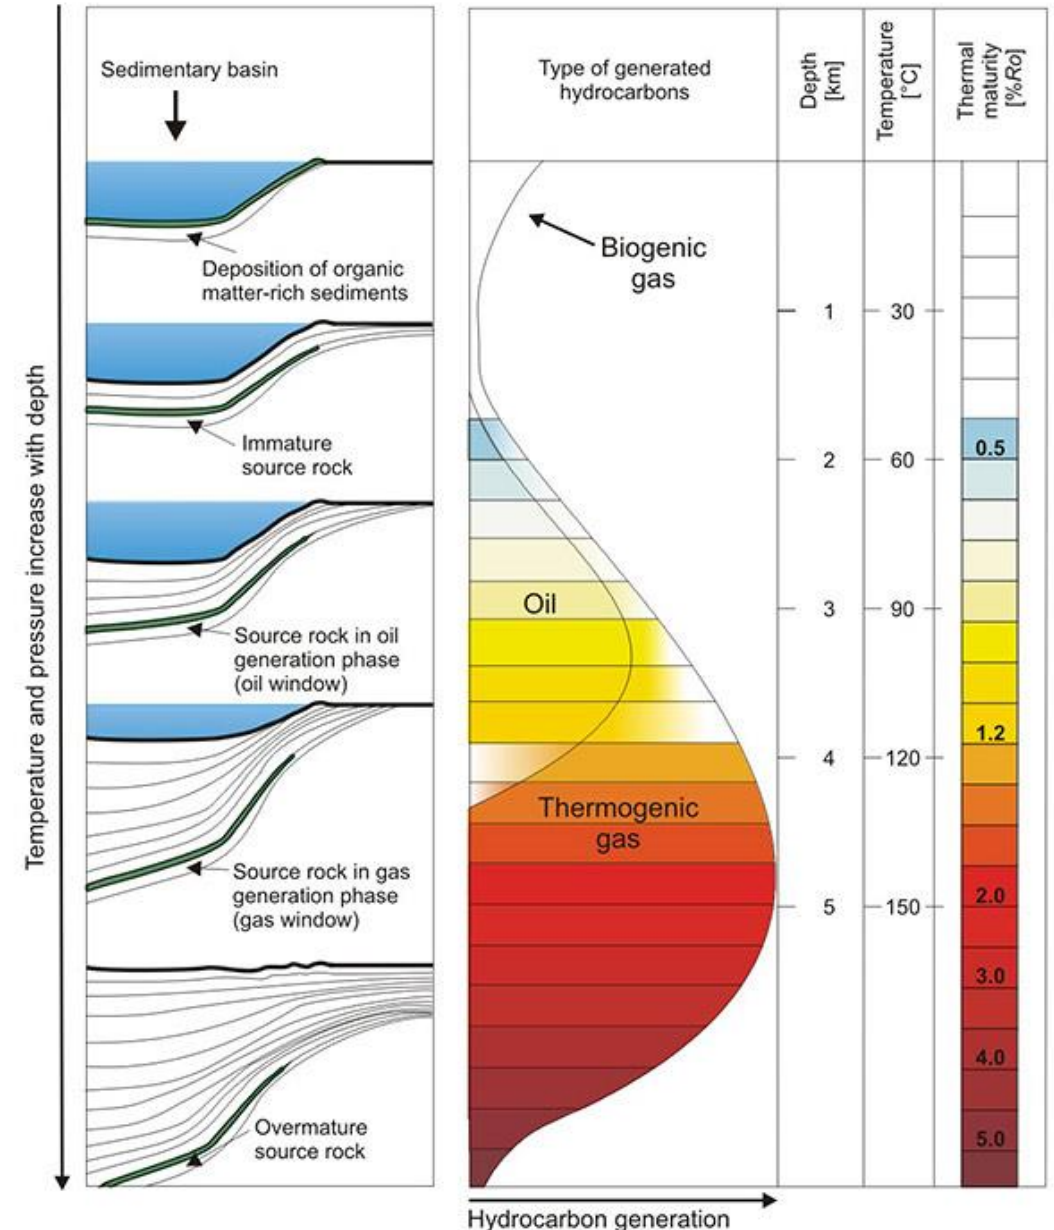 Temperature and pressure increase with depth
Sedimentary basin
Deposition of organic
matter-rich sediments
Immature
source rock
Source rock in oil
generation phase
(oil window)
Source rock in gas
generation phase
(gas window)
Overmature
source rock
Type of generated
hydrocarbons
Biogenic
gas
Oil
Thermogenic
gas
Hydrocarbon generation
Depth
[km]
1
2
3
4
5
Temperature
[°C]
30
60
90
120
150
Thermal
maturity
[%Ro]
0.5
1.2
2.0
3.0
4.0
5.0